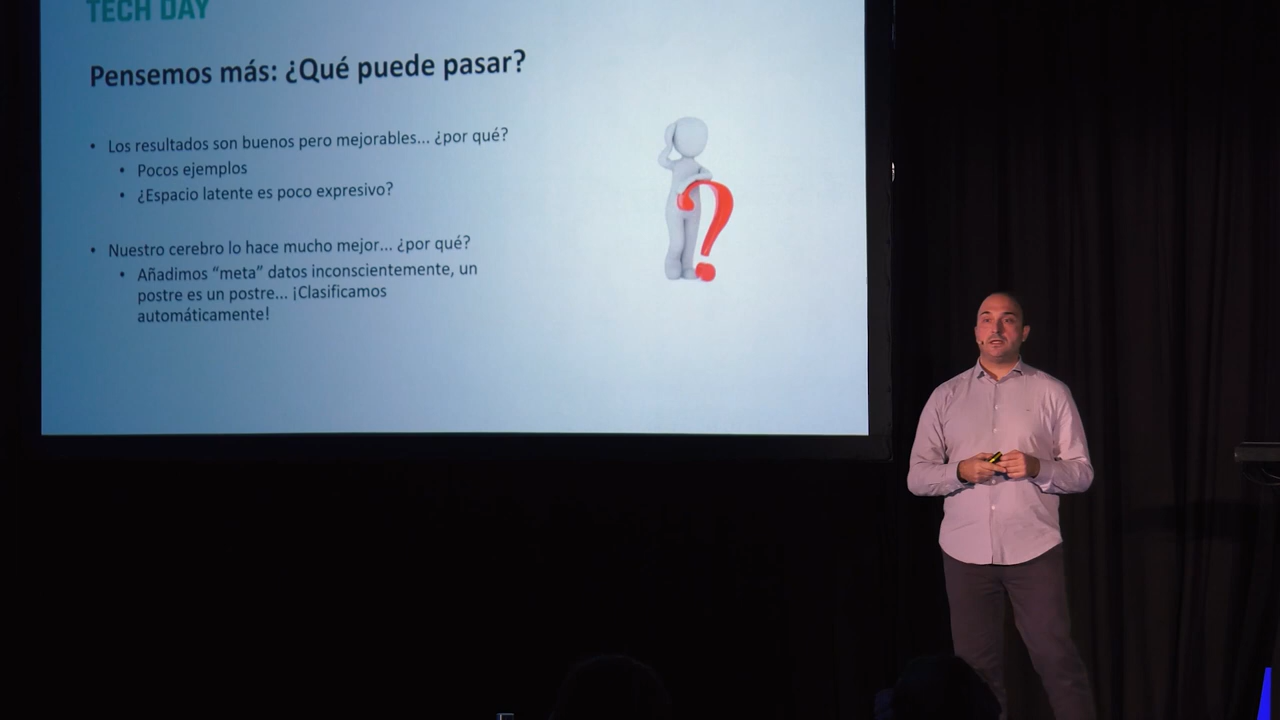 TECH DAY
Pensemos más: ¿Qué puede pasar?
• Los resultados son buenos pero mejorables... ¿por qué?
• Pocos ejemplos
• ¿Espacio latente es poco expresivo?
• Nuestro cerebro lo hace mucho mejor... ¿por qué?
• Añadimos “meta” datos inconscientemente, un
postre es un postre... ¡Clasificamos
automáticamente!